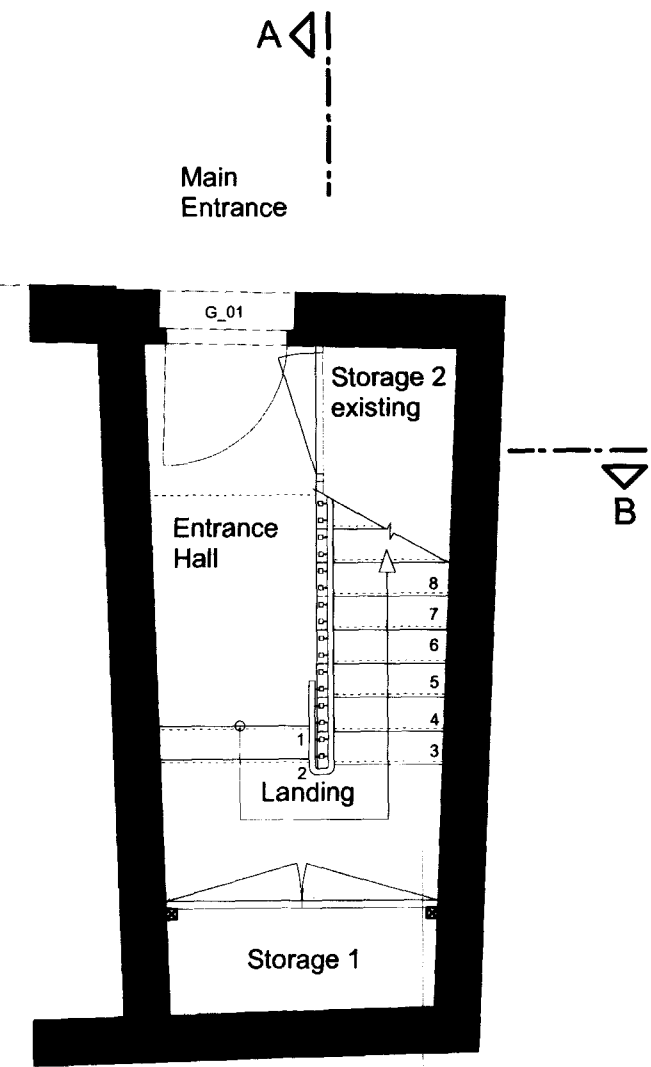 A
Main
Entrance
G_01
Storage 2
existing
B
Entrance
Hall
8
7
6
5
4
3
1
2
Landing
Storage 1